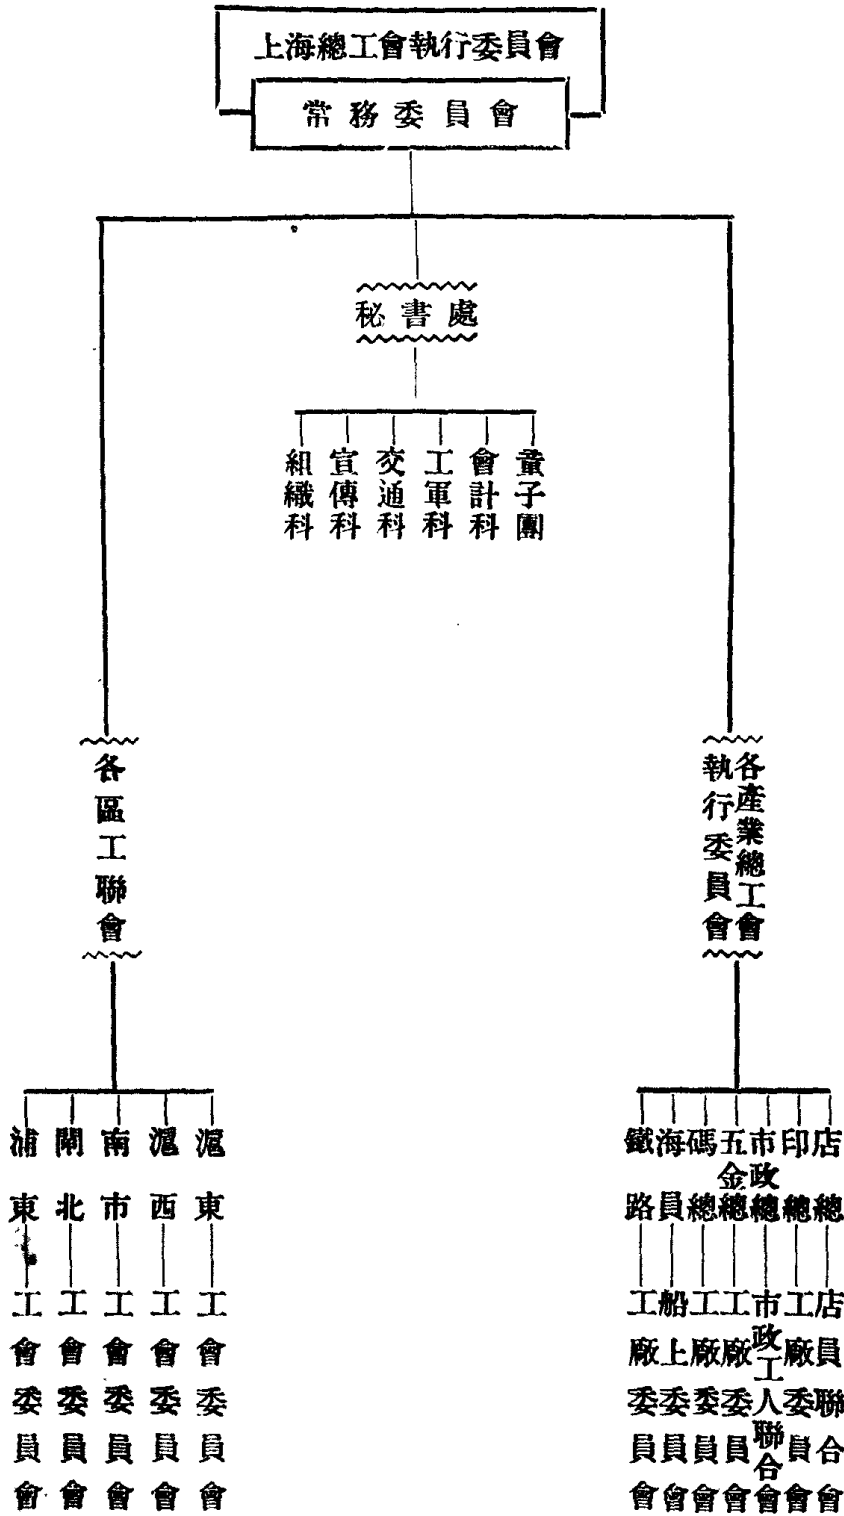 上海總工會執行委員會
常務委員會
秘書處
組織科
宣傳科
交通科
工軍科
會計科
童子團
各區工聯會
各產業總工會
執行委員會
浦東
閘北
南市
滬西
滬東
工會委員會
工會委員會
工會委員會
工會委員會
工會委員會
鐵路
海員
碼總
五金總
市政總
印總
店總
工廠委員會
船上委員會
工廠委員會
工廠委員會
市政工人聯合會
工廠委員會
店員聯合會